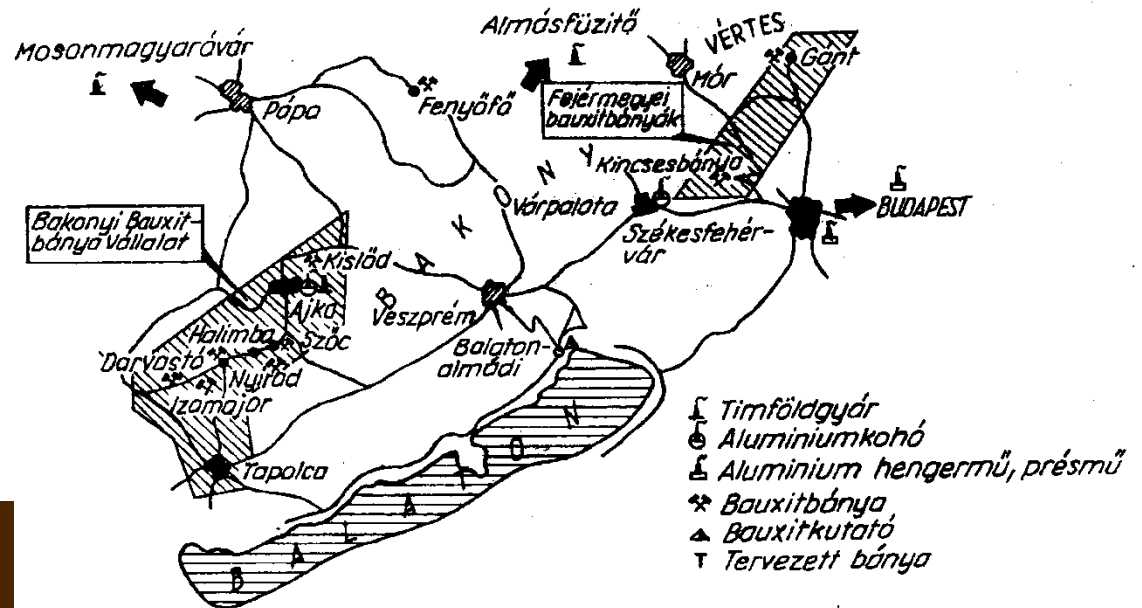 Almásfüzitő
Mosonmagyaróvár
VÉRTES
Gánt
Mór
Pápa
Fenyőfő
Fejérmegyei
bauxitbányák
Kincsesbánya
BAKONY
Várpalota
BUDAPEST
Székesfehér-
vár
Bakonyi Bauxit-
bánya Vállalat
Kislőd
Ajka
Veszprém
Halimba
Szőc
Darvastó
Nyirád
Izamajor
Balaton-
almádi
Tapolca
BALATON
Timföldgyár
Aluminiumkohó
Aluminium hengermű, présmű
Bauxitbánya
Bauxitkutató
Tervezett bánya